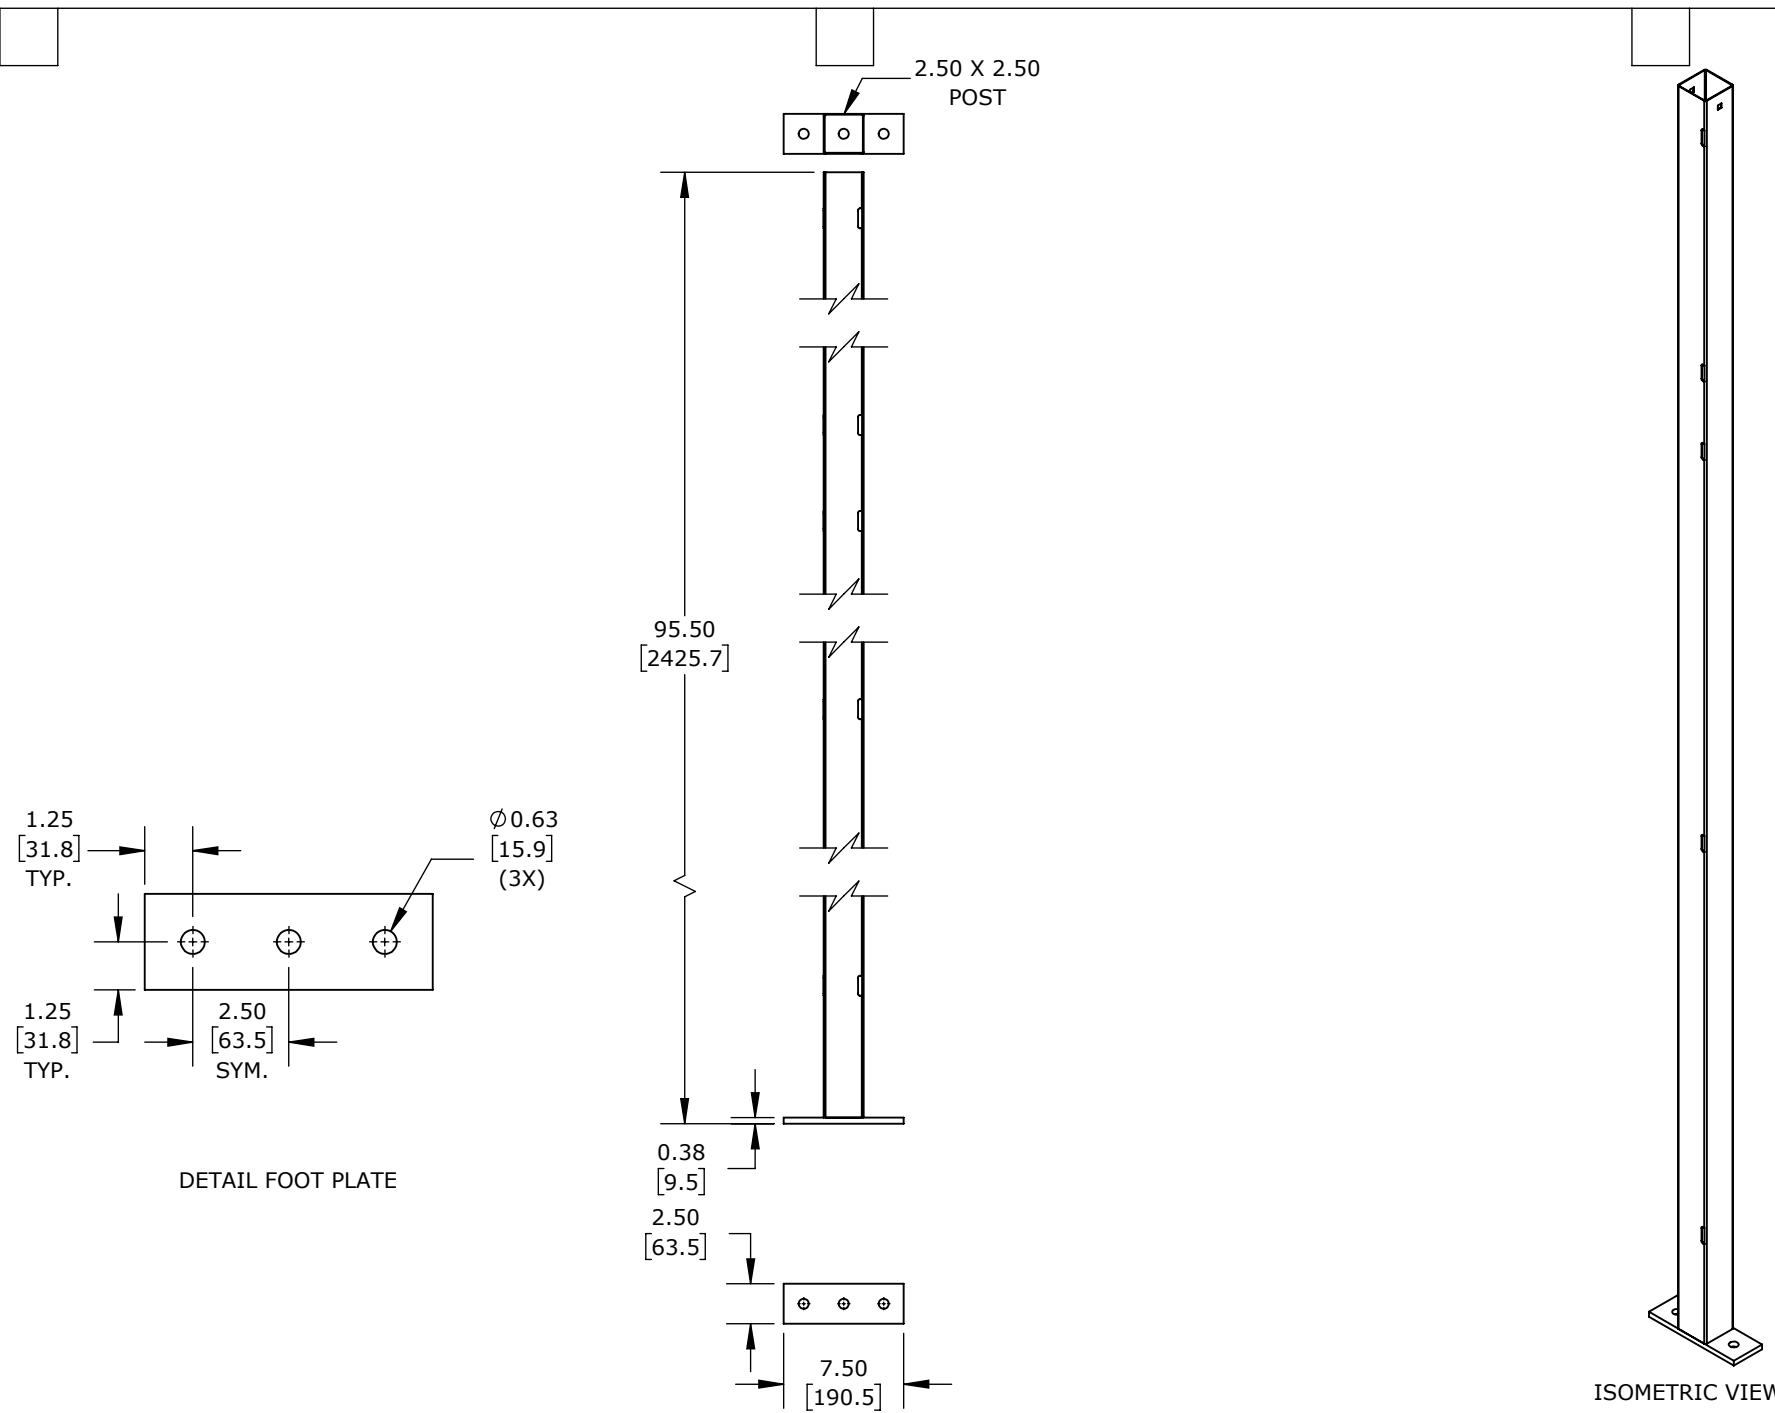 2.50 X 2.50
POST
95.50
[2425.7]
1.25
[31.8]
TYP.
Ø0.63
[15.9]
(3X)
1.25
[31.8]
TYP.
2.50
[63.5]
SYM.
DETAIL FOOT PLATE
0.38
[9.5]
2.50
[63.5]
7.50
[190.5]
ISOMETRIC VIEW